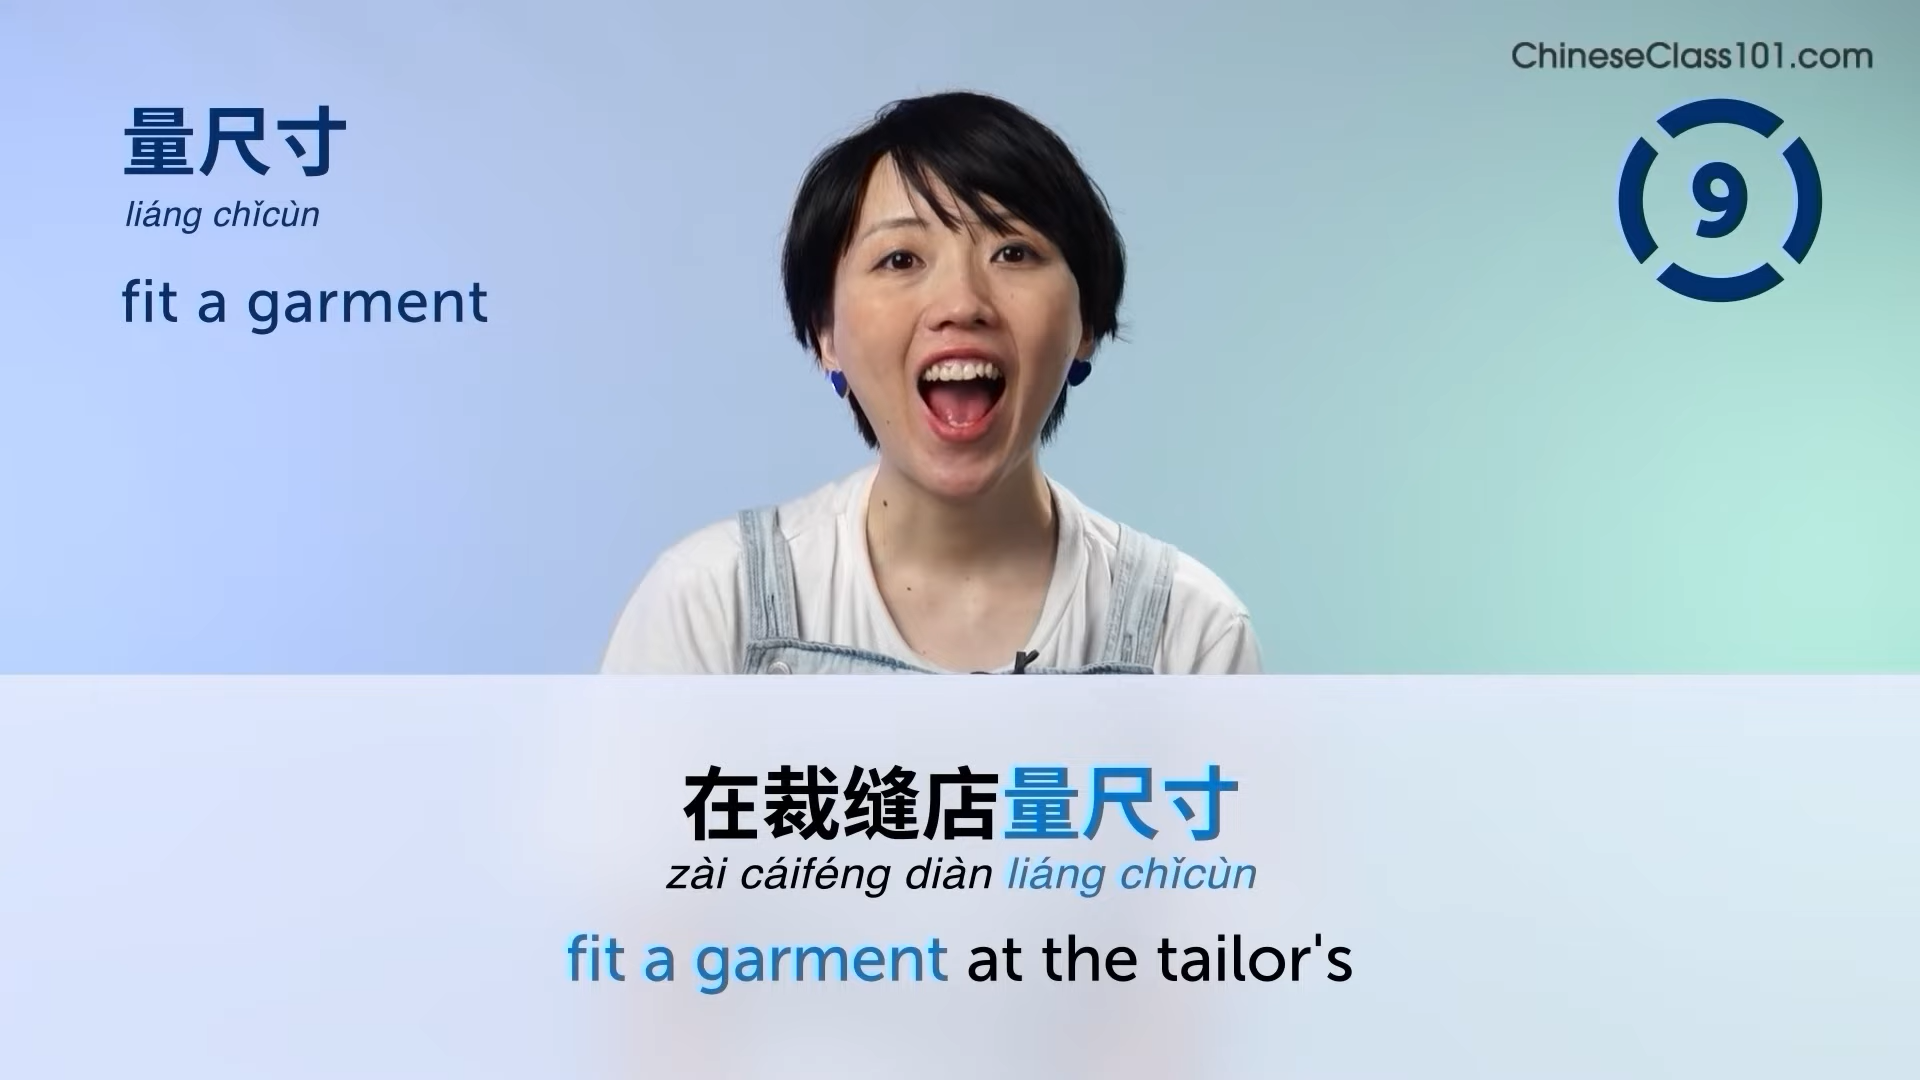 ChineseClass101.com
量尺寸
liáng chǐcùn
fit a garment
9
在裁缝店量尺寸
zài cáiféng diàn liáng chǐcùn
fit a garment at the tailor's